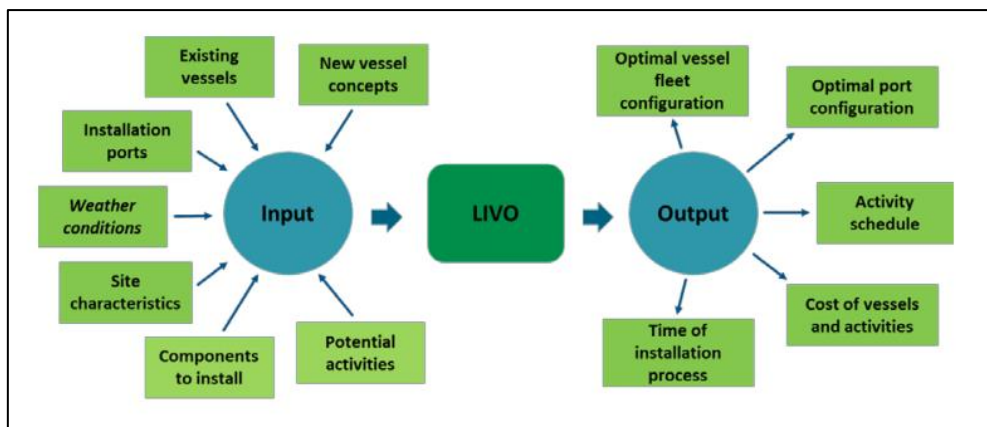 Existing
vessels
New vessel
concepts
Installation
ports
Weather
conditions
Site
characteristics
Components
to install
Potential
activities
Input
LIVO
Output
Optimal vessel
fleet
configuration
Optimal port
configuration
Activity
schedule
Cost of vessels
and activities
Time of
installation
process